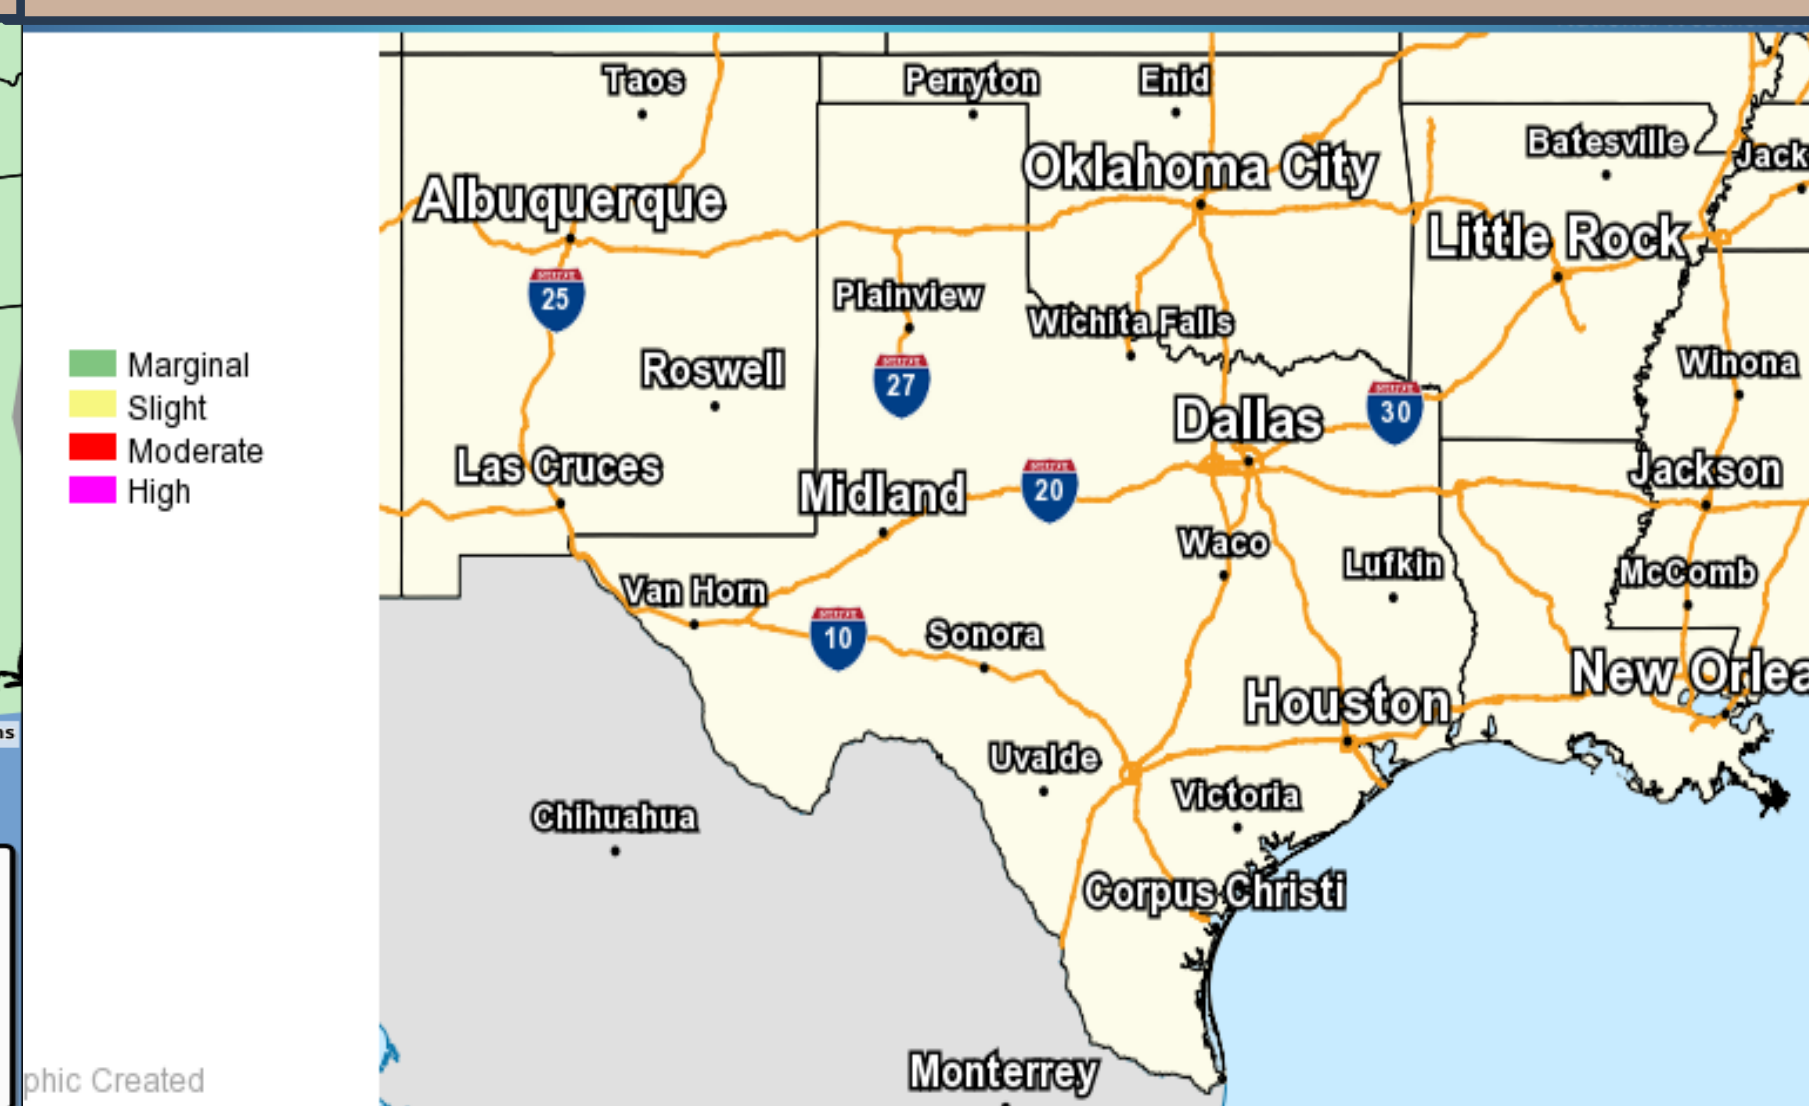 Taos
Perryton
Enid
Batesville
Jack
Oklahoma City
Albuquerque
Little Rock
25
Plainview
Wichita Falls
Winona
Marginal
Roswell
27
30
Slight
Dallas
Moderate
Las Cruces
Midland
20
Jackson
High
Waco
Lufkin
McComb
Van Horn
10
Sonora
New Orlea
Houston
ns
Uvalde
Victoria
Chihuahua
Corpus Christi
Monterrey
phic Created